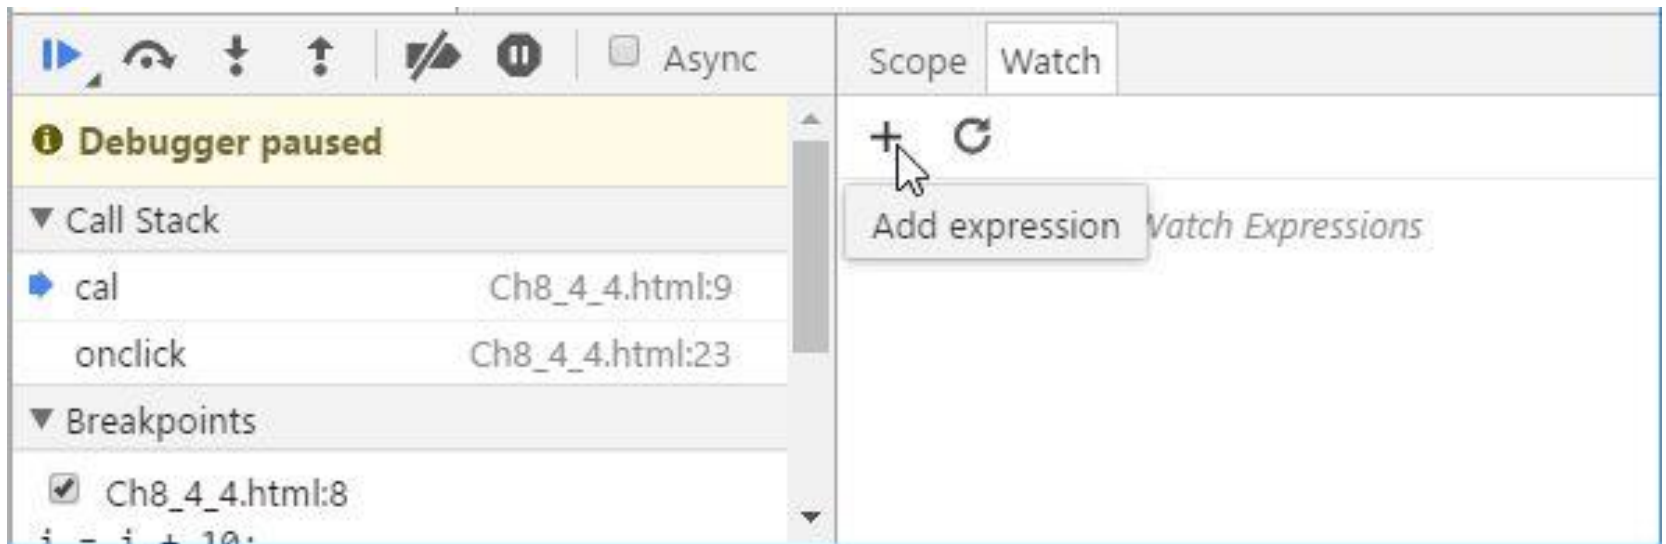 Async
Scope Watch
Debugger paused
Add expression Watch Expressions
Call Stack
cal Ch8_4_4.html:9
onclick Ch8_4_4.html:23
Breakpoints
Ch8_4_4.html:8
i = i + 10;